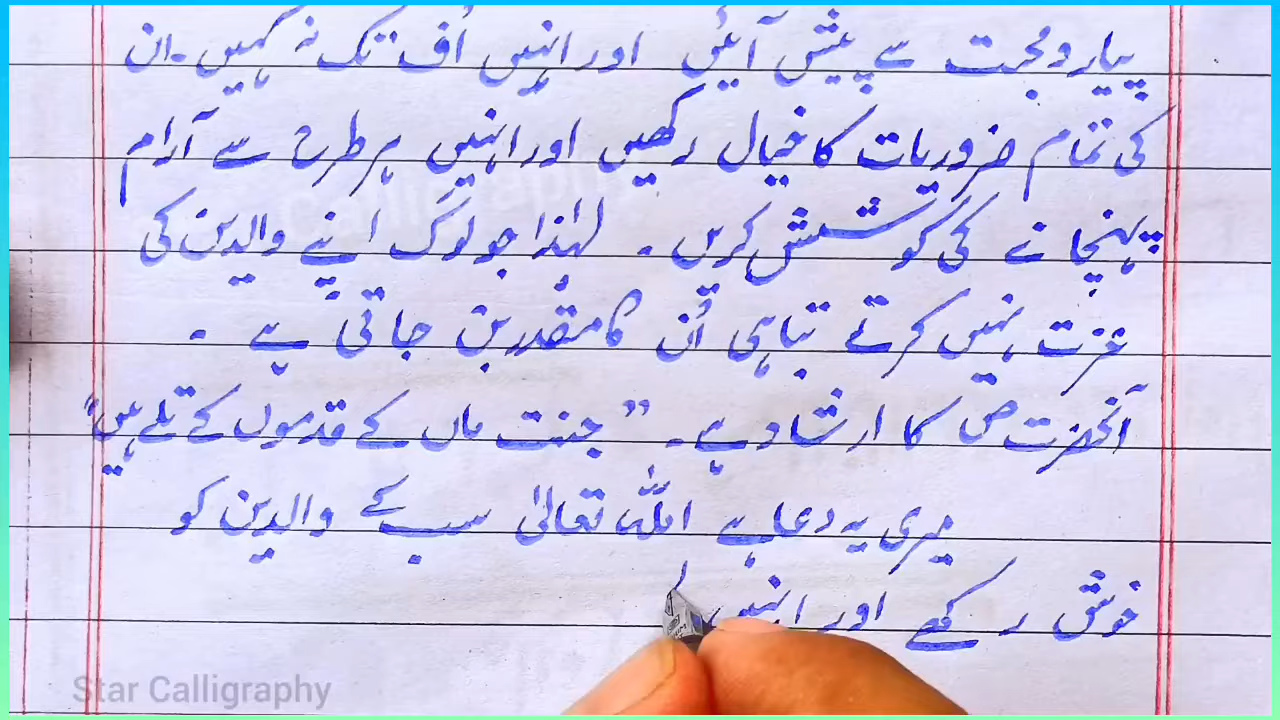 پیار و محبت سے پیش آئیں اور انہیں اُف تک نہ کہیں۔ ان
کی تمام ضروریات کا خیال رکھیں اور انہیں ہر طرح سے آرام
پہنچانے کی کوشش کریں۔ لہٰذا جو لوگ اپنے والدین کی
عزت نہیں کرتے تباہی اُن کا مقدر بن جاتی ہے۔
آنحضرت ص کا ارشاد ہے۔ ”جنت ماں کے قدموں کے تلے ہیں“
میری یہ دعا ہے اللہ تعالیٰ سب کے والدین کو
خوش رکھے اور انہیں
Star Calligraphy